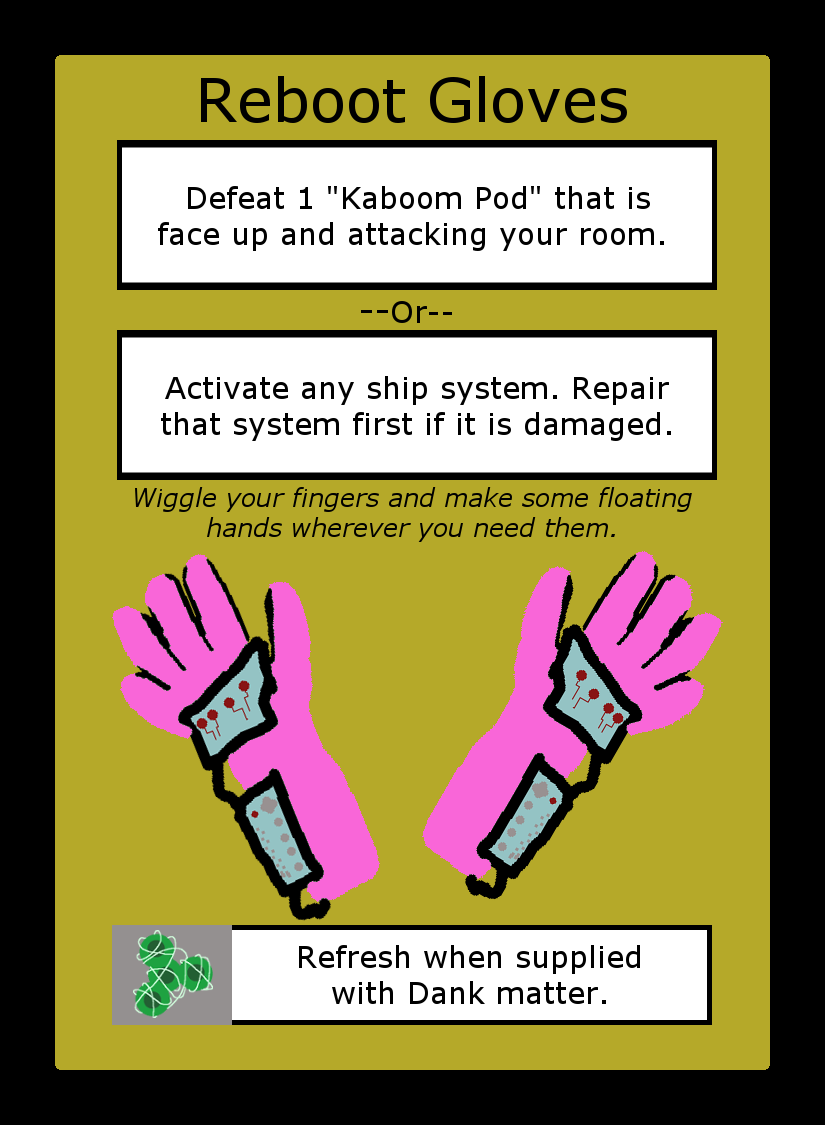 Reboot Gloves
Defeat 1 "Kaboom Pod" that is
face up and attacking your room.
--Or--
Activate any ship system. Repair
that system first if it is damaged.
Wiggle your fingers and make some floating
hands wherever you need them.
Refresh when supplied
with Dank matter.